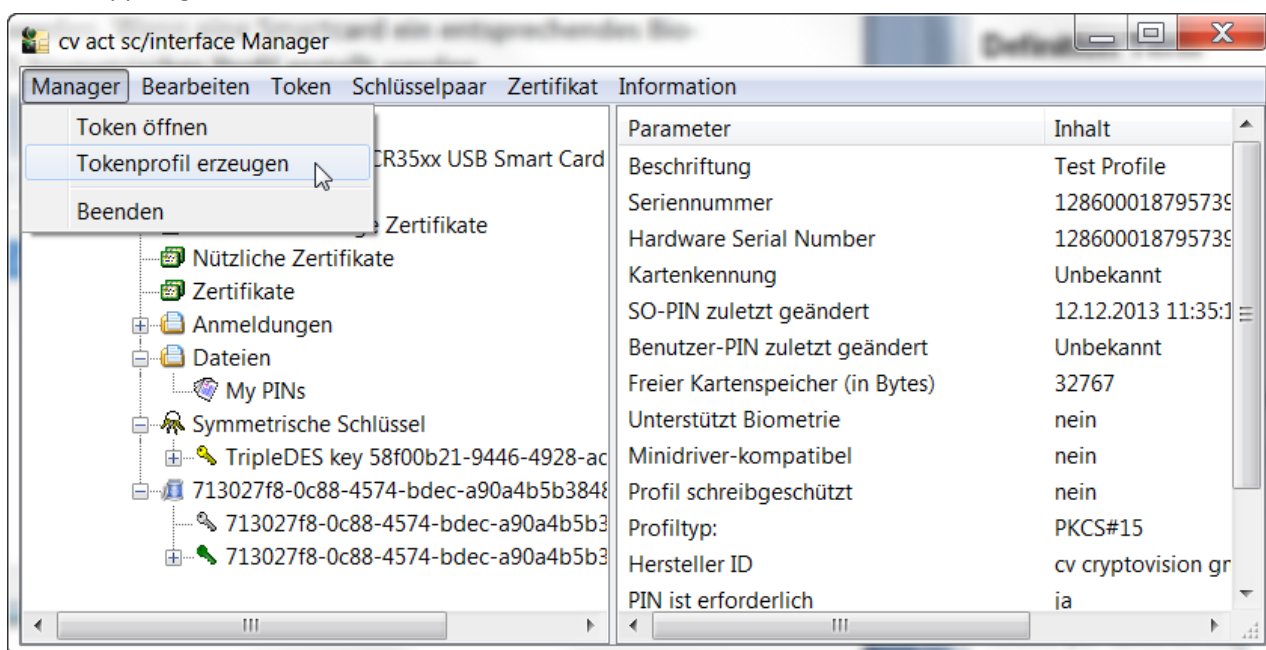 cv act sc/interface Manager
Manager Bearbeiten Token Schlüsselpaar Zertifikat Information
Token öffnen
Tokenprofil erzeugen
Beenden
CR35xx USB Smart Card
Zertifikate
Nützliche Zertifikate
Zertifikate
Anmeldungen
Dateien
My PINs
Symmetrische Schlüssel
TripleDES key 58f00b21-9446-4928-ac
713027f8-0c88-4574-bdec-a90a4b5b3848
713027f8-0c88-4574-bdec-a90a4b5b3
713027f8-0c88-4574-bdec-a90a4b5b3
Parameter Inhalt
Beschriftung Test Profile
Seriennummer 128600018795739
Hardware Serial Number 128600018795739
Kartenkennung Unbekannt
SO-PIN zuletzt geändert 12.12.2013 11:35:1
Benutzer-PIN zuletzt geändert Unbekannt
Freier Kartenspeicher (in Bytes) 32767
Unterstützt Biometrie nein
Minidriver-kompatibel nein
Profil schreibgeschützt nein
Profiltyp: PKCS#15
Hersteller ID cv cryptovision gr
PIN ist erforderlich ja